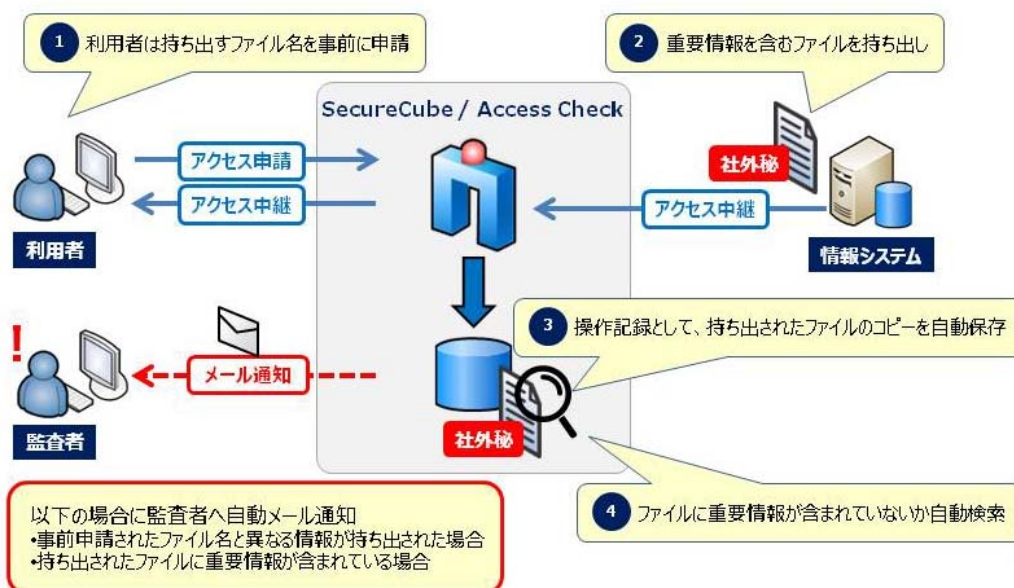 1 利用者は持ち出すファイル名を事前に申請
2 重要情報を含むファイルを持ち出し
SecureCube / Access Check
アクセス申請
アクセス中継
社外秘
アクセス中継
利用者
情報システム
3 操作記録として、持ち出されたファイルのコピーを自動保存
!
メール通知
社外秘
監査者
4 ファイルに重要情報が含まれていないか自動検索
以下の場合に監査者へ自動メール通知
•事前申請されたファイル名と異なる情報が持ち出された場合
•持ち出されたファイルに重要情報が含まれている場合